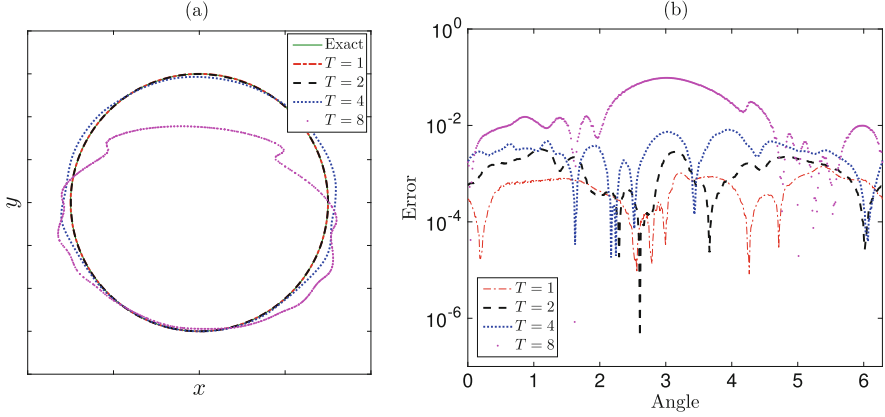 (a)
Exact
T = 1
T = 2
T = 4
T = 8
y
x
(b)
10^0
10^-2
10^-4
10^-6
Error
T = 1
T = 2
T = 4
T = 8
0 1 2 3 4 5 6
Angle